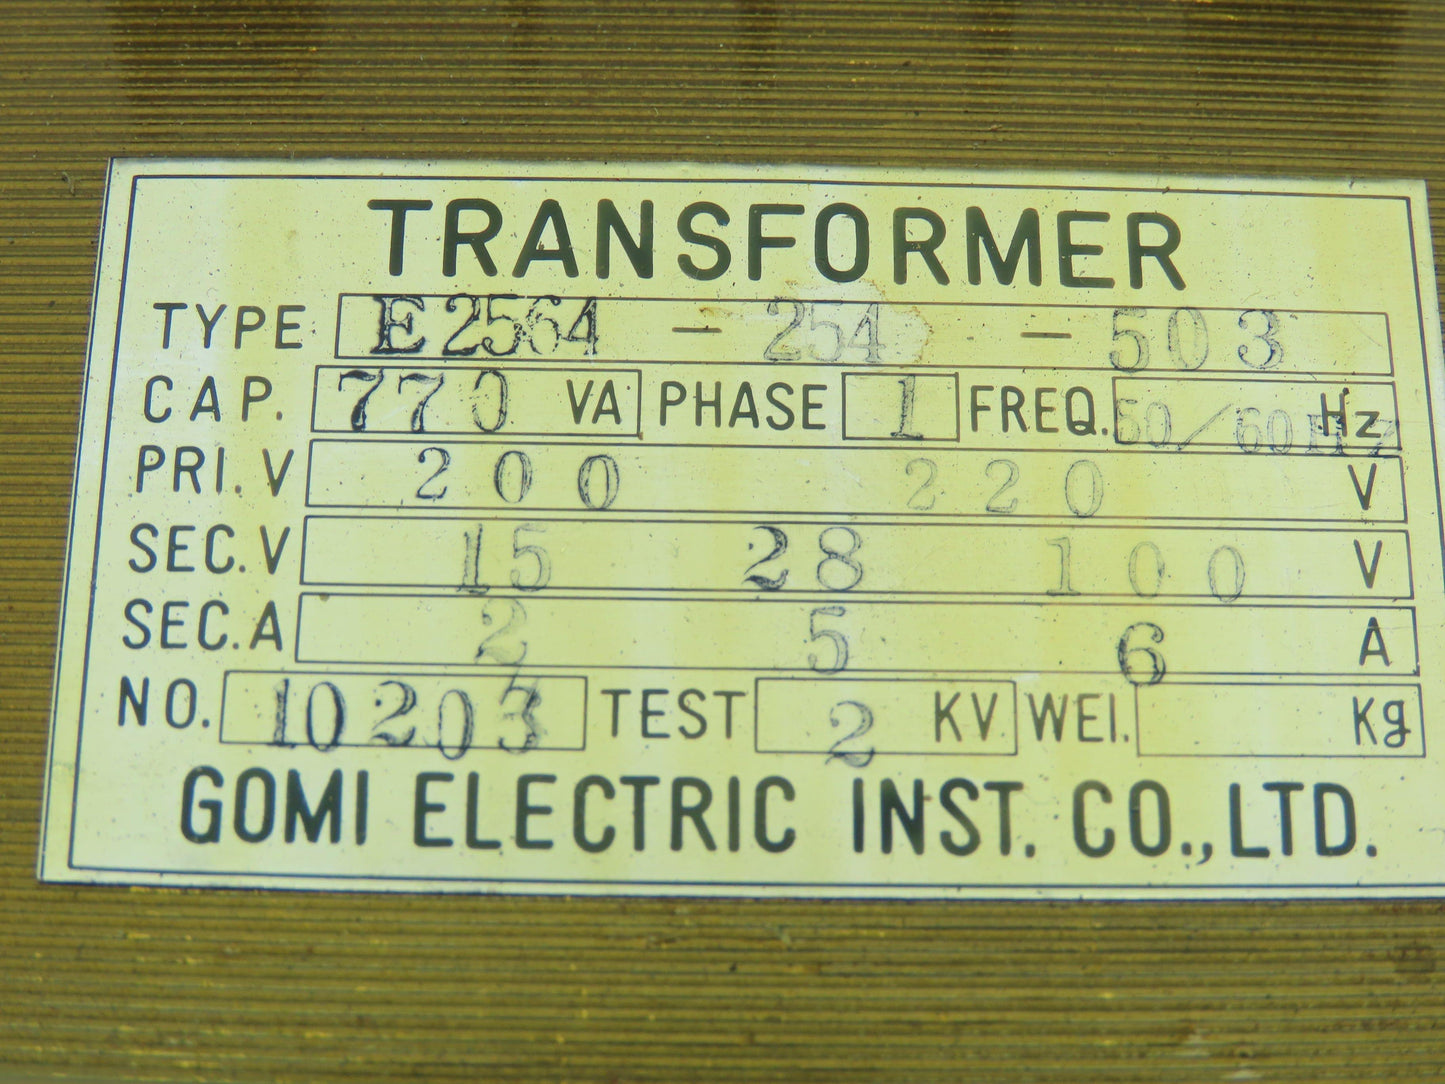 TRANSFORMER
TYPE E2564 - 254 - 503
CAP. 770 VA PHASE 1 FREQ. 50/60Hz Hz
PRI. V 200 220 V
SEC. V 15 28 100 V
SEC. A 2 5 6 A
NO. 10203 TEST 2 KV WEI. Kg
GOMI ELECTRIC INST. CO., LTD.